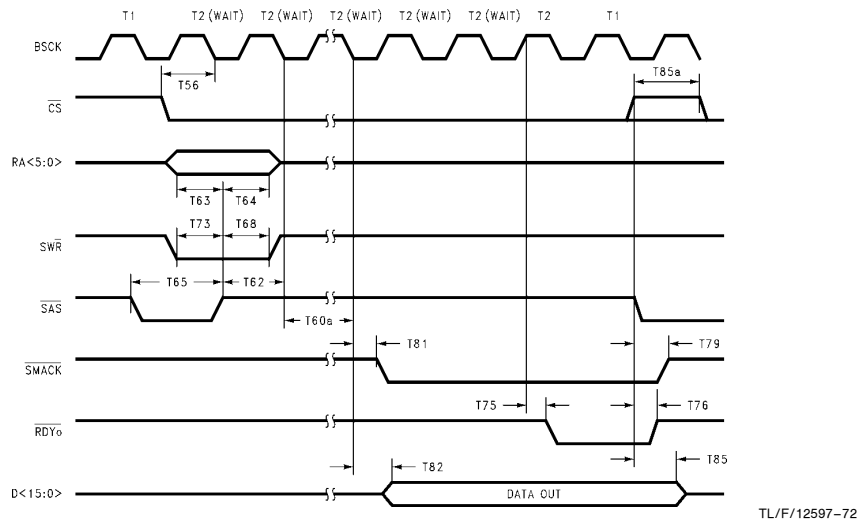 T1 T2 (WAIT) T2 (WAIT) T2 (WAIT) T2 (WAIT) T2 (WAIT) T2 T1
BSCK
T56
T85a
CS
RA<5:0>
T63 T64
T73 T68
SWR
T65 T62
SAS
T60a
T81 T79
SMACK
T75 T76
RDYo
T82 T85
D<15:0> DATA OUT
TL/F/12597–72